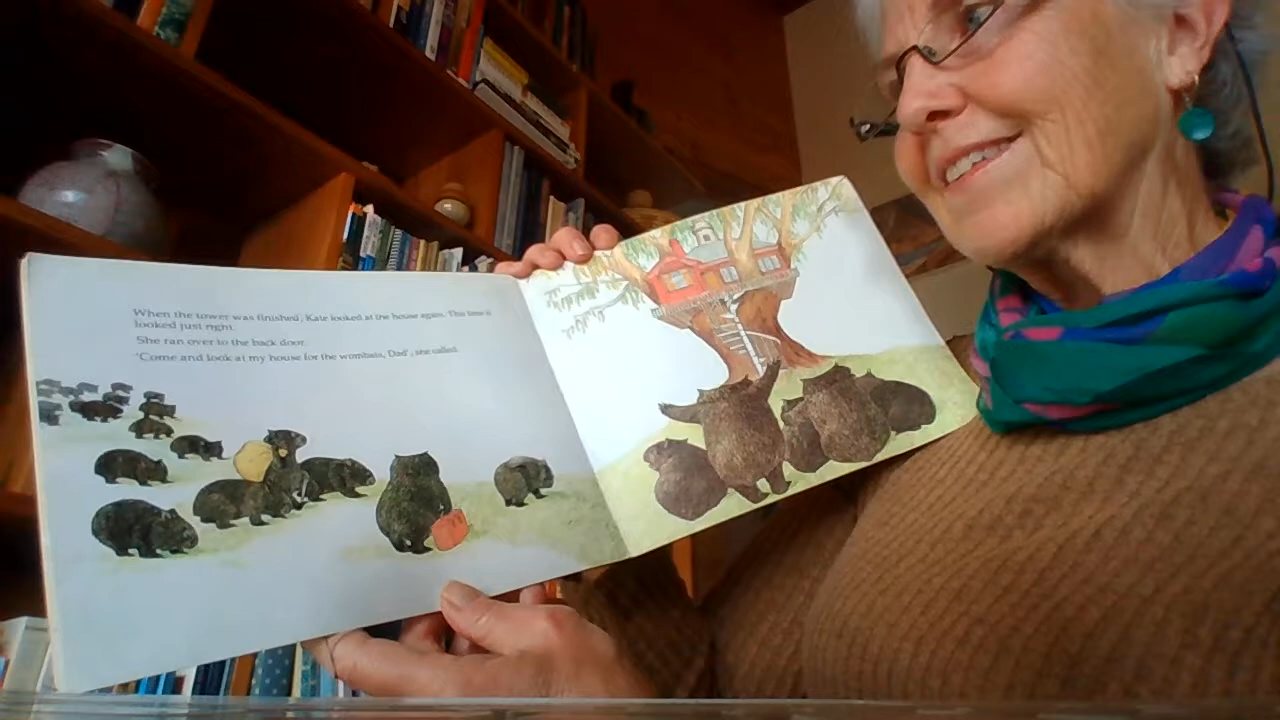 When the tower was finished, Kate looked at the house again. This time it
looked just right.
She ran over to the back door.
'Come and look at my house for the wombats, Dad', she called.